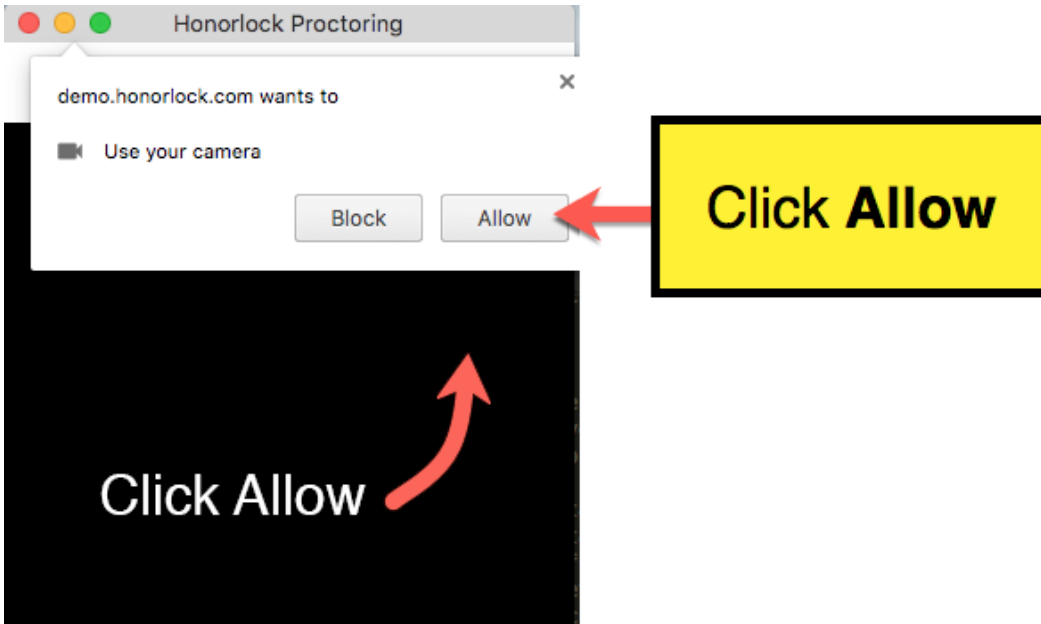 Honorlock Proctoring
demo.honorlock.com wants to
Use your camera
Block Allow
Click Allow
Click Allow